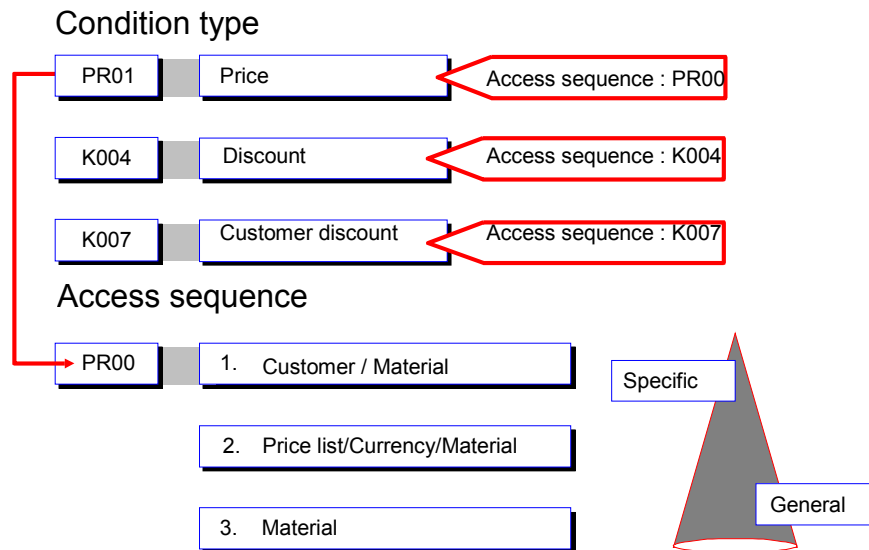 Condition type
PR01 Price Access sequence : PR00
K004 Discount Access sequence : K004
K007 Customer discount Access sequence : K007
Access sequence
PR00 1. Customer / Material
Specific
2. Price list/Currency/Material
General
3. Material